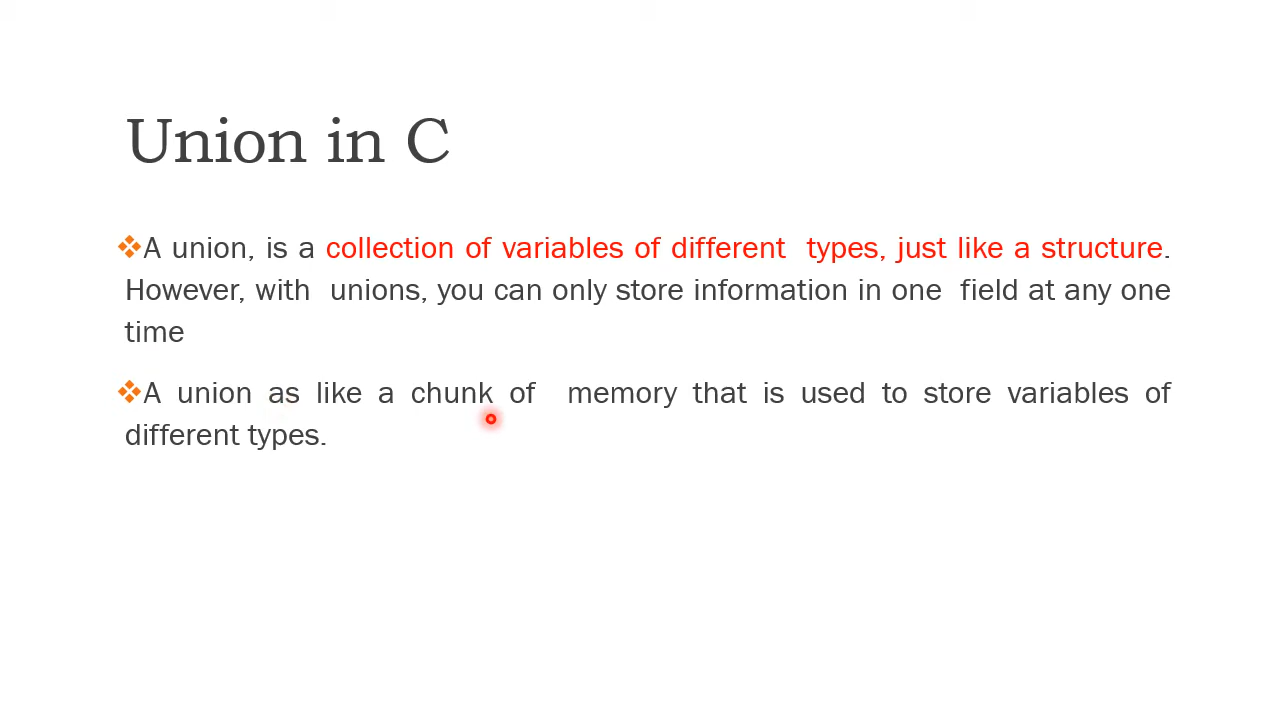 Union in C
❖A union, is a collection of variables of different types, just like a structure.
However, with unions, you can only store information in one field at any one
time
❖A union as like a chunk of memory that is used to store variables of
different types.